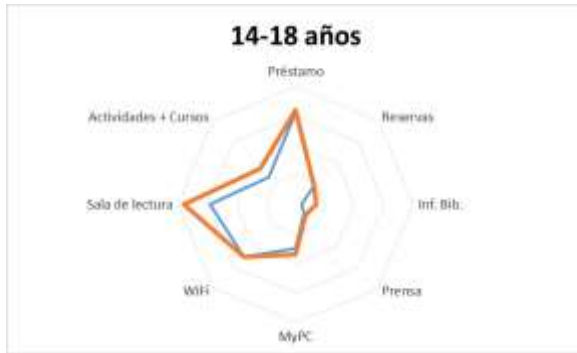 14-18 años
Préstamo
Actividades + Cursos
Reservas
Sala de lectura
Inf. Bib.
WiFi
Prensa
MyPC